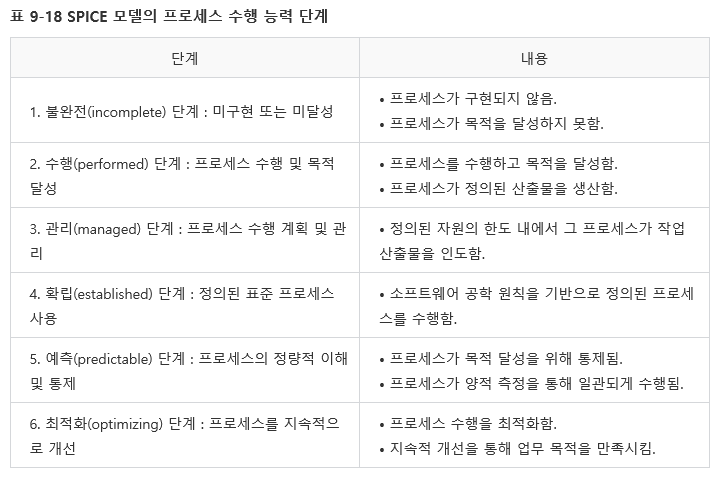 표 9-18 SPICE 모델의 프로세스 수행 능력 단계
단계
내용
1. 불완전(incomplete) 단계 : 미구현 또는 미달성
• 프로세스가 구현되지 않음.
• 프로세스가 목적을 달성하지 못함.
2. 수행(performed) 단계 : 프로세스 수행 및 목적
달성
• 프로세스를 수행하고 목적을 달성함.
• 프로세스가 정의된 산출물을 생산함.
3. 관리(managed) 단계 : 프로세스 수행 계획 및 관
리
• 정의된 자원의 한도 내에서 그 프로세스가 작업
산출물을 인도함.
4. 확립(established) 단계 : 정의된 표준 프로세스
사용
• 소프트웨어 공학 원칙을 기반으로 정의된 프로세
스를 수행함.
5. 예측(predictable) 단계 : 프로세스의 정량적 이해
및 통제
• 프로세스가 목적 달성을 위해 통제됨.
• 프로세스가 양적 측정을 통해 일관되게 수행됨.
6. 최적화(optimizing) 단계 : 프로세스를 지속적으
로 개선
• 프로세스 수행을 최적화함.
• 지속적 개선을 통해 업무 목적을 만족시킴.